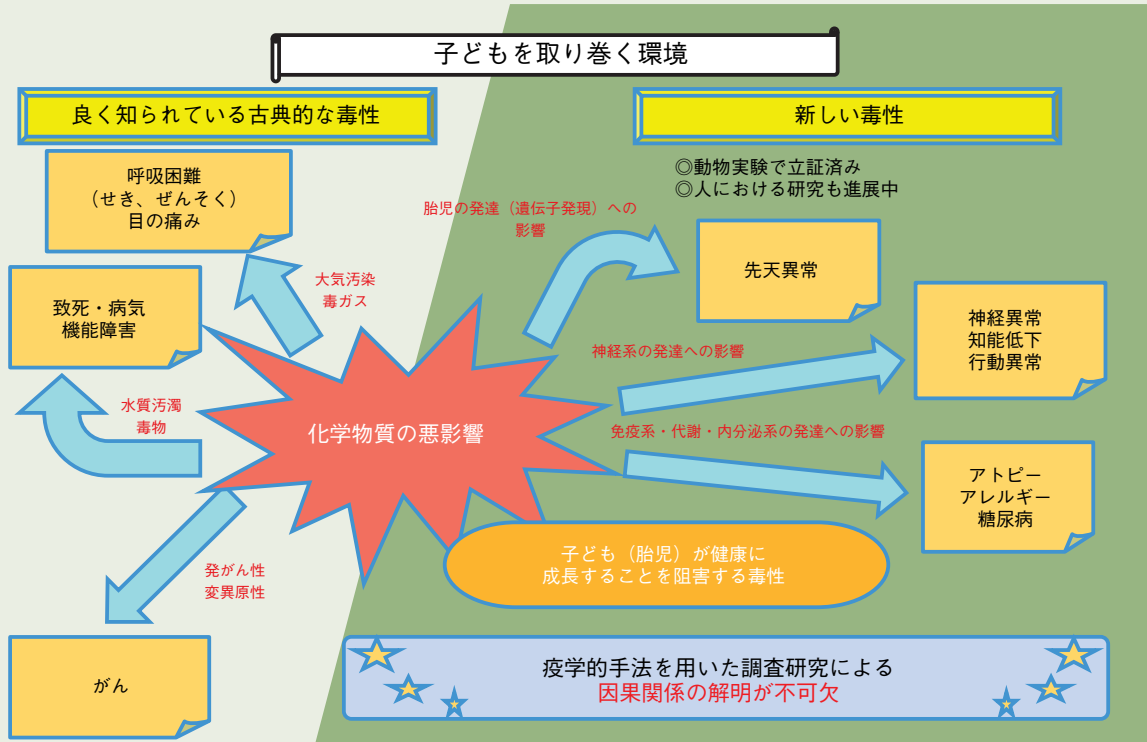 子どもを取り巻く環境
良く知られている古典的な毒性
呼吸困難
（せき、ぜんそく）
目の痛み
大気汚染
毒ガス
致死・病気
機能障害
水質汚濁
毒物
発がん性
変異原性
がん
化学物質の悪影響
新しい毒性
◎動物実験で立証済み
◎人における研究も進展中
胎児の発達（遺伝子発現）への
影響
先天異常
神経系の発達への影響
神経異常
知能低下
行動異常
免疫系・代謝・内分泌系の発達への影響
アトピー
アレルギー
糖尿病
子ども（胎児）が健康に
成長することを阻害する毒性
疫学的手法を用いた調査研究による
因果関係の解明が不可欠